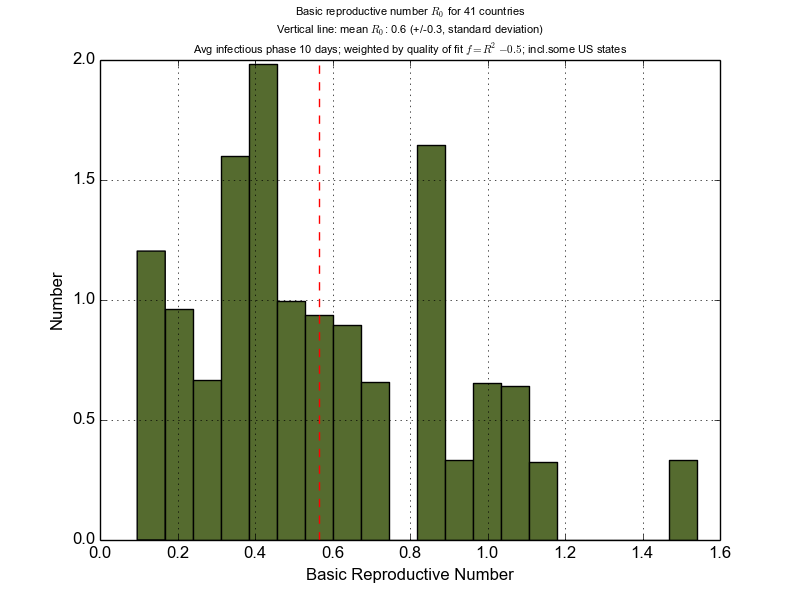 Basic reproductive number R₀ for 41 countries
Vertical line: mean R₀: 0.6 (+/-0.3, standard deviation)
Avg infectious phase 10 days; weighted by quality of fit f=R² −0.5; incl.some US states
2.0
1.5
1.0
0.5
0.0
Number
0.0 0.2 0.4 0.6 0.8 1.0 1.2 1.4 1.6
Basic Reproductive Number